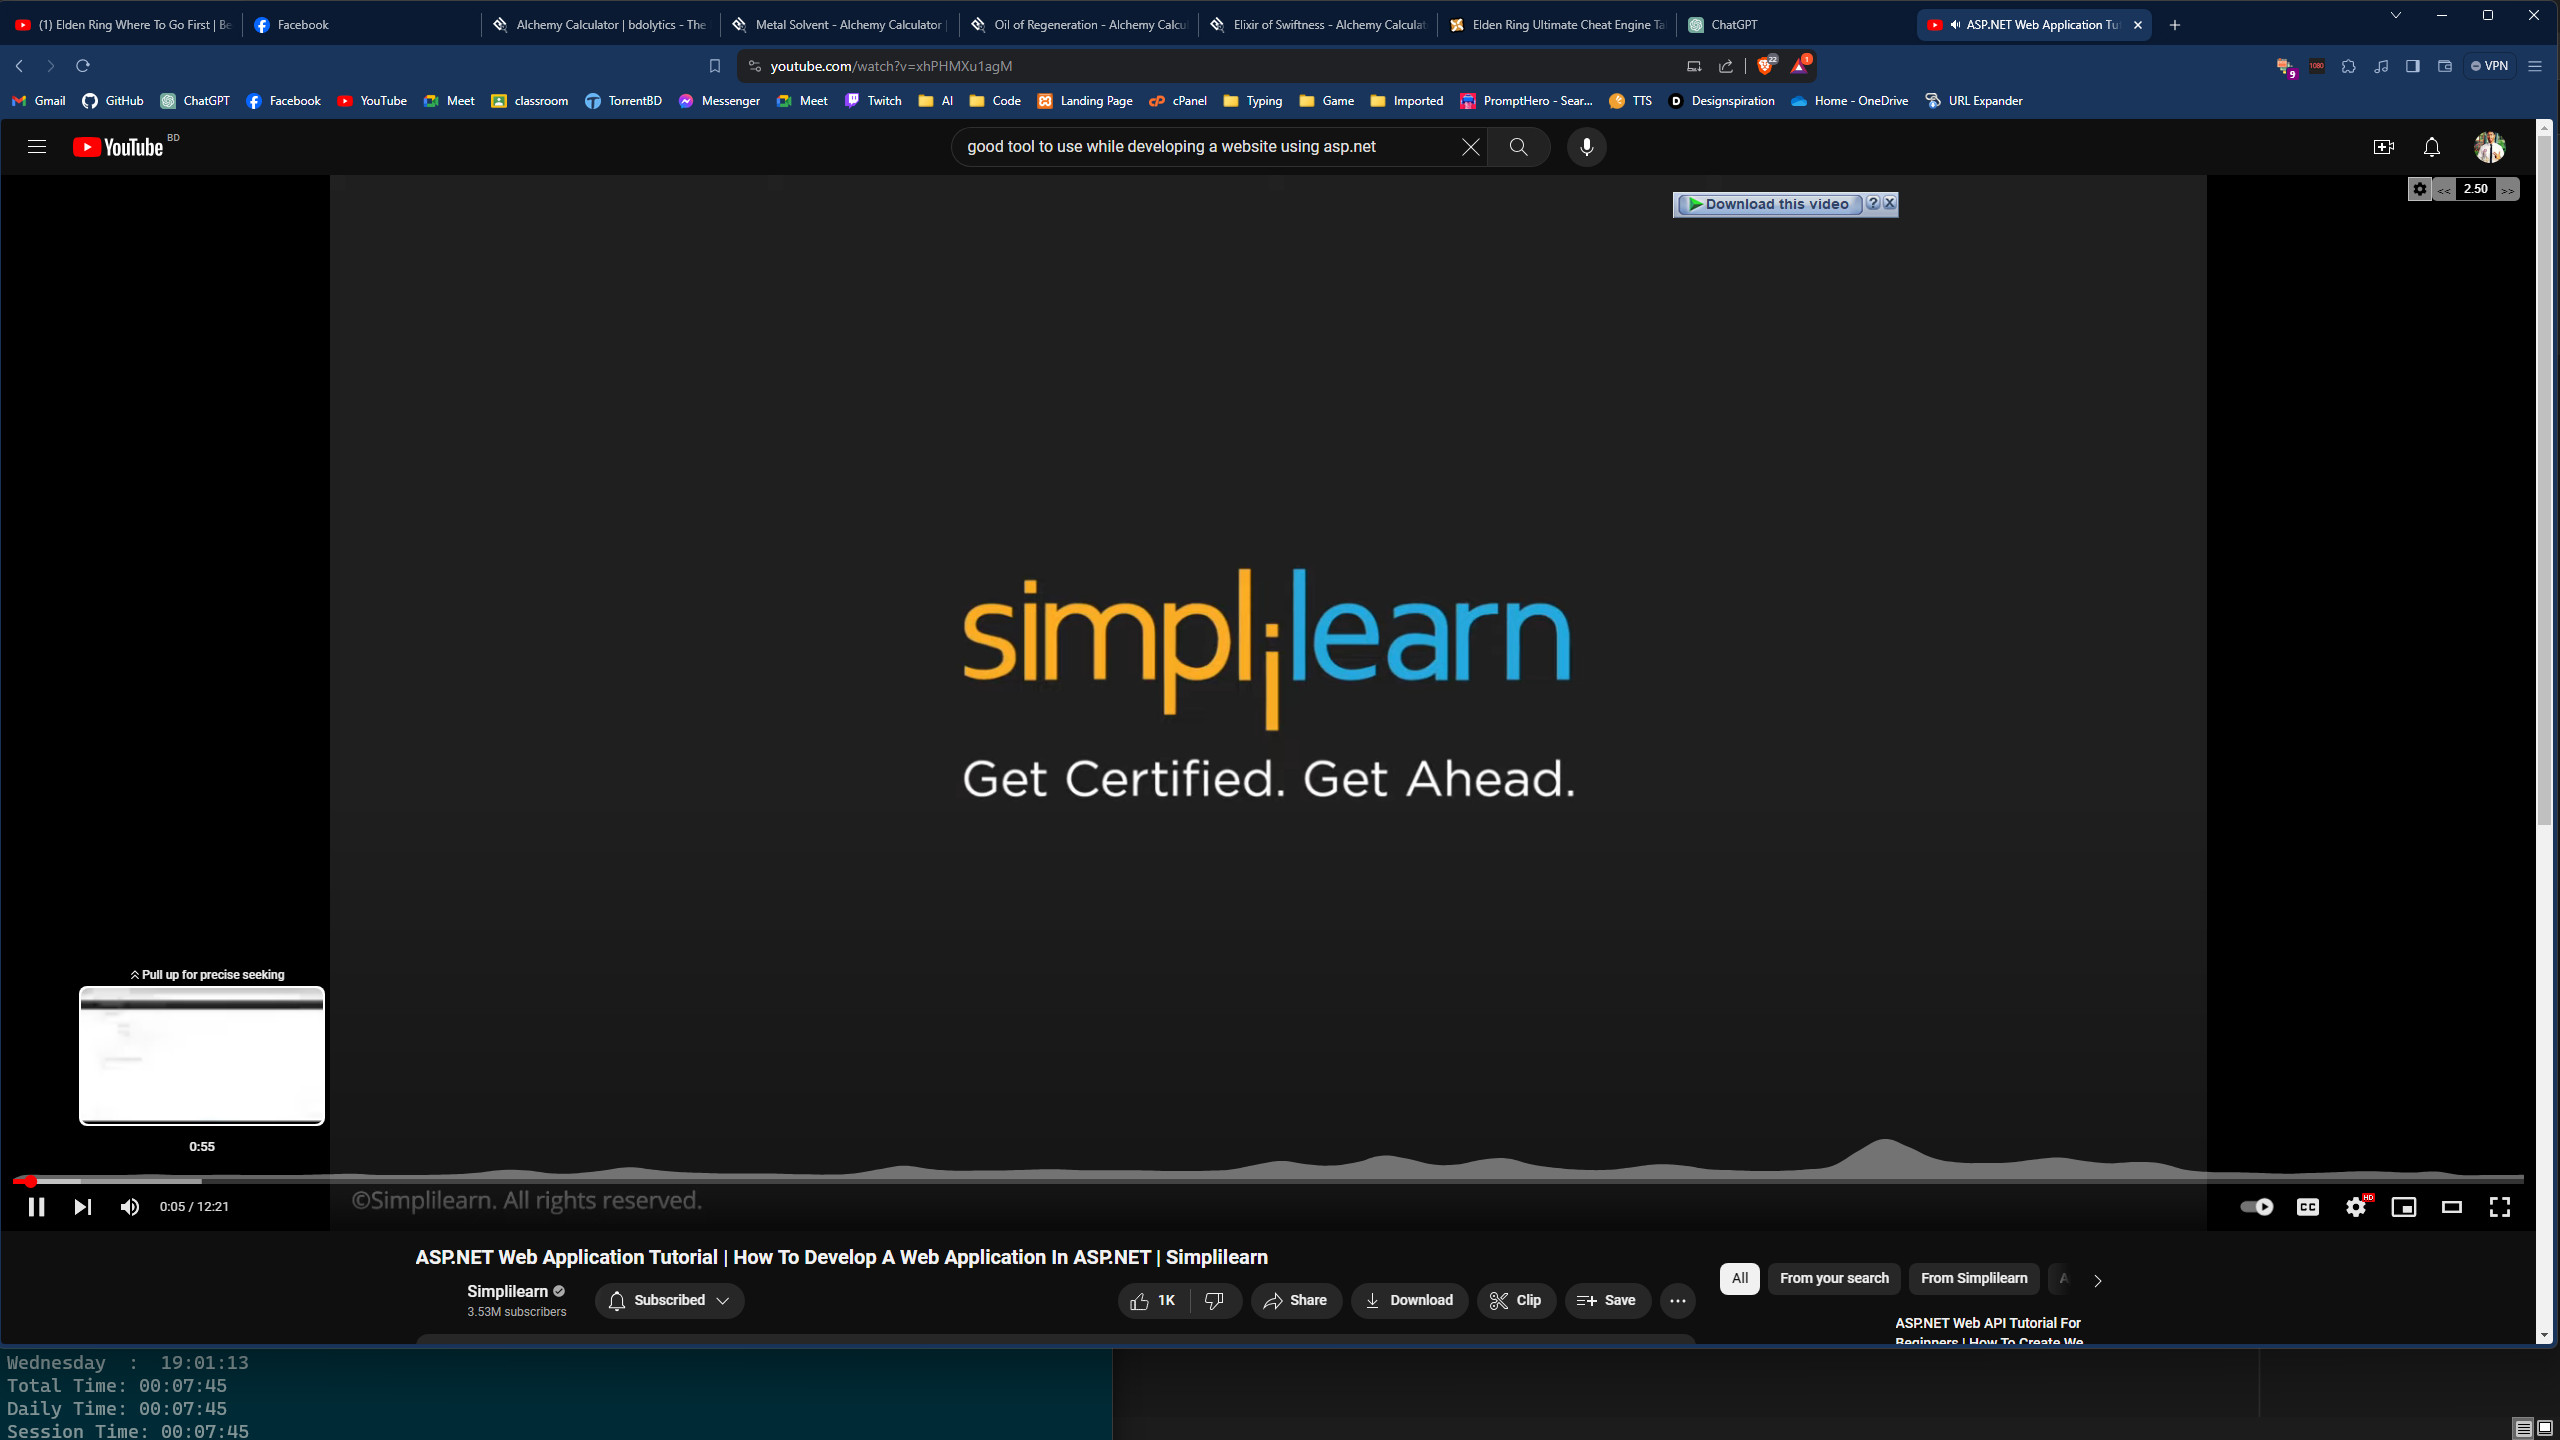 (1) Elden Ring Where To Go First | Be
Facebook
Alchemy Calculator | bdolytics - The
Metal Solvent - Alchemy Calculator |
Oil of Regeneration - Alchemy Calcul
Elixir of Swiftness - Alchemy Calculat
Elden Ring Ultimate Cheat Engine Ta
ChatGPT
ASP.NET Web Application Tut
youtube.com/watch?v=xhPHMXu1agM
22
1
9
1080
VPN
Gmail
GitHub
ChatGPT
Facebook
YouTube
Meet
classroom
TorrentBD
Messenger
Meet
Twitch
AI
Code
Landing Page
cPanel
Typing
Game
Imported
PromptHero - Sear...
TTS
Designspiration
Home - OneDrive
URL Expander
YouTube BD
good tool to use while developing a website using asp.net
Download this video ? X
<< 2.50 >>
simplilearn
Get Certified. Get Ahead.
Pull up for precise seeking
0:55
0:05 / 12:21
©Simplilearn. All rights reserved.
CC
HD
ASP.NET Web Application Tutorial | How To Develop A Web Application In ASP.NET | Simplilearn
Simplilearn
3.53M subscribers
Subscribed
1K
Share
Download
Clip
Save
All
From your search
From Simplilearn
A
ASP.NET Web API Tutorial For
Beginners | How To Create We
Wednesday  :  19:01:13
Total Time: 00:07:45
Daily Time: 00:07:45
Session Time: 00:07:45